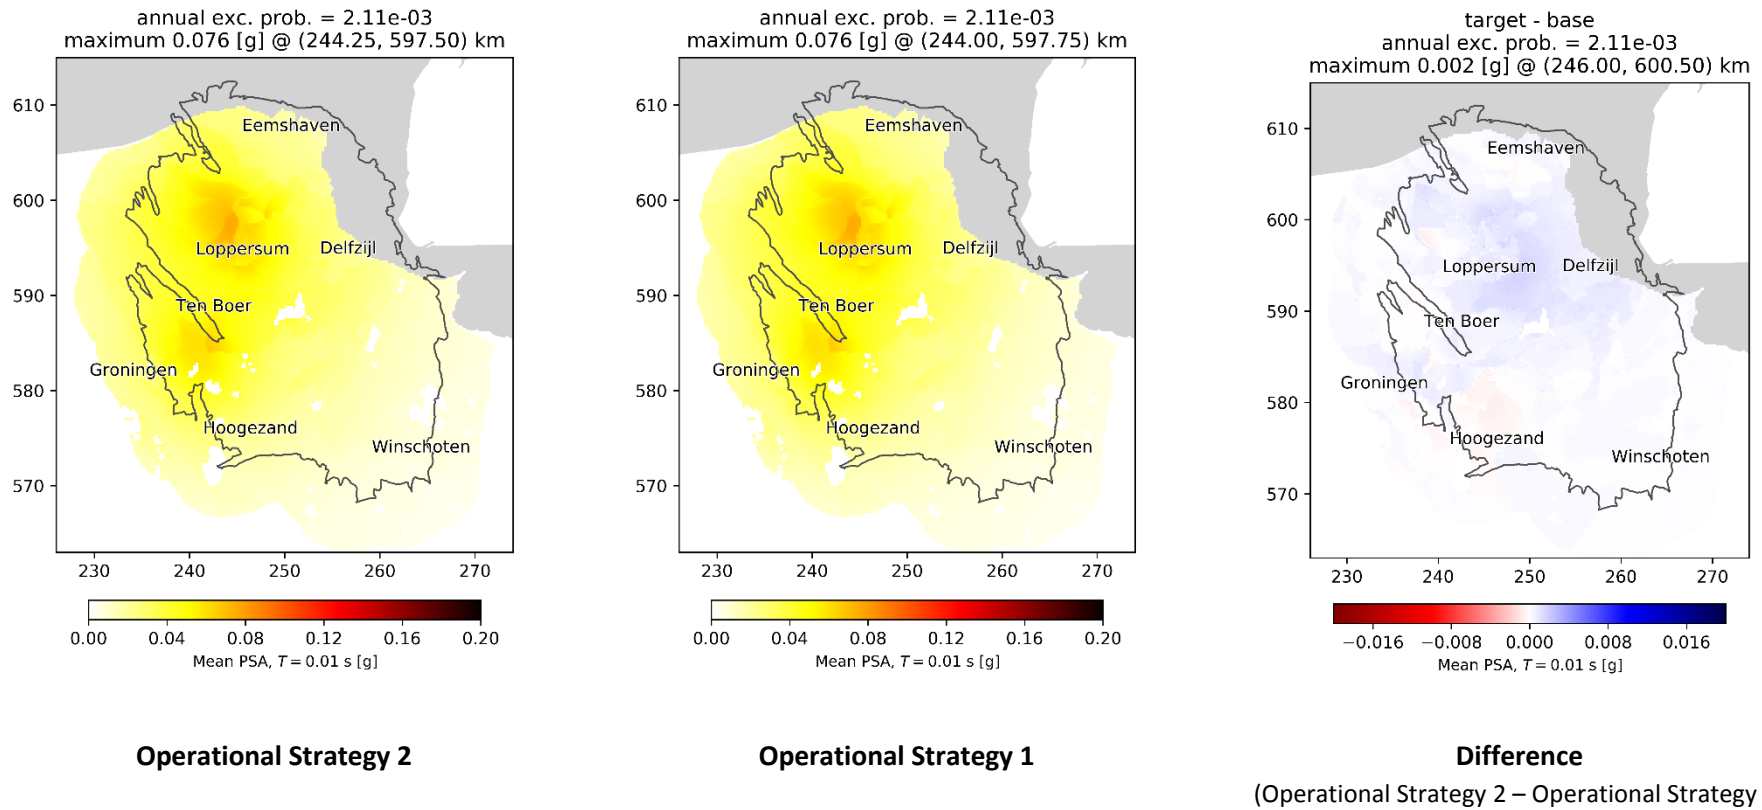 annual exc. prob. = 2.11e-03
maximum 0.076 [g] @ (244.25, 597.50) km
610
600
590
580
570
Eemshaven
Loppersum
Delfzijl
Ten Boer
Groningen
Hoogezand
Winschoten
230 240 250 260 270
0.00 0.04 0.08 0.12 0.16 0.20
Mean PSA, T = 0.01 s [g]
Operational Strategy 2
annual exc. prob. = 2.11e-03
maximum 0.076 [g] @ (244.00, 597.75) km
610
600
590
580
570
Eemshaven
Loppersum
Delfzijl
Ten Boer
Groningen
Hoogezand
Winschoten
230 240 250 260 270
0.00 0.04 0.08 0.12 0.16 0.20
Mean PSA, T = 0.01 s [g]
Operational Strategy 1
target - base
annual exc. prob. = 2.11e-03
maximum 0.002 [g] @ (246.00, 600.50) km
610
600
590
580
570
Eemshaven
Loppersum
Delfzijl
Ten Boer
Groningen
Hoogezand
Winschoten
230 240 250 260 270
−0.016 −0.008 0.000 0.008 0.016
Mean PSA, T = 0.01 s [g]
Difference
(Operational Strategy 2 – Operational Strategy